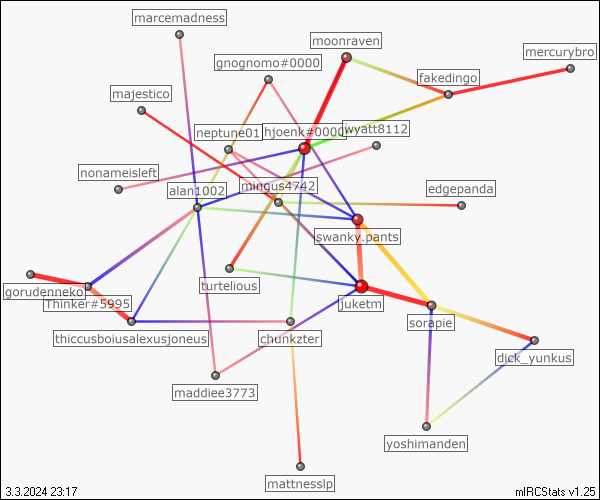 marcemadness
moonraven
mercurybro
gnognomo#0000
fakedingo
majestico
neptune01
hjoenk#0000
wyatt8112
nonameisleft
alan1002
mingus4742
edgepanda
swanky.pants
gorudenneko
Thinker#5995
turtelious
juketm
sorapie
thiccusboiusalexusjoneus
chunkzter
dick_yunkus
maddiee3773
yoshimanden
mattnesslp
3.3.2024 23:17
mIRCStats v1.25